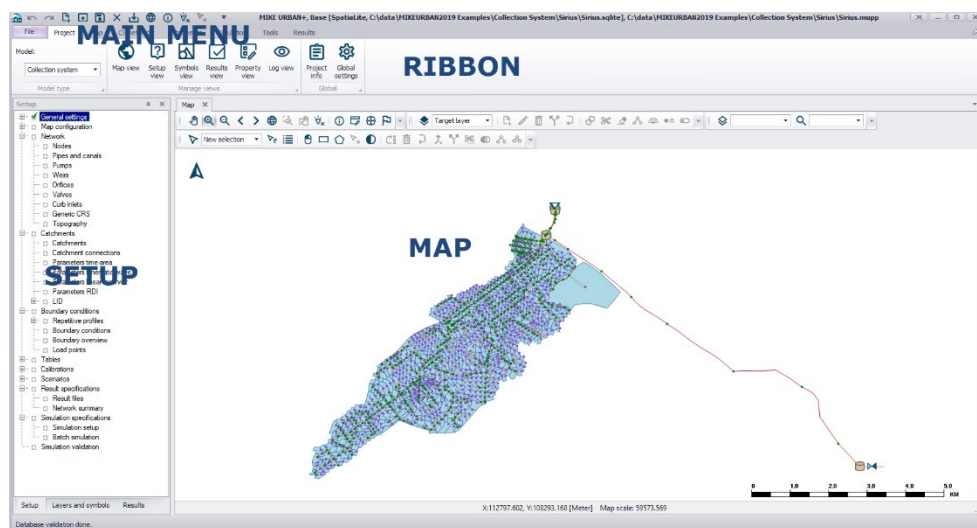 MIKE URBAN+, Base [SpatiaLite, C:\data\MIKEURBAN2019 Examples\Collection System\Sirius\Sirius.sqlite], C:\data\MIKEURBAN2019 Examples\Collection System\Sirius\Sirius.mupp
File Project Tools Results
MAIN MENU
Model:
Collection system
Map view Setup view Symbols view Results view Property view Log view Project info Global settings
RIBBON
Model type Manage views Global
Setup
Map
General settings
Target layer
Map configuration
Network
New selection
Nodes
Pipes and canals
Pumps
Weirs
Orifices
Valves
Curb inlets
Generic CRS
Topography
Catchments
Catchments
MAP
Catchment connections
Parameters time-area
SETUP
Parameters RDI
LID
Boundary conditions
Repetitive profiles
Boundary conditions
Boundary overview
Load points
Tables
Calibrations
Scenarios
Result specifications
Result files
Network summary
Simulation specifications
Simulation setup
Batch simulation
Simulation validation
0 1.0 2.0 3.0 4.0 5.0
KM
Setup Layers and symbols Results
X:112797.602, Y:108293.168 [Meter] Map scale: 59573.569
Database validation done.